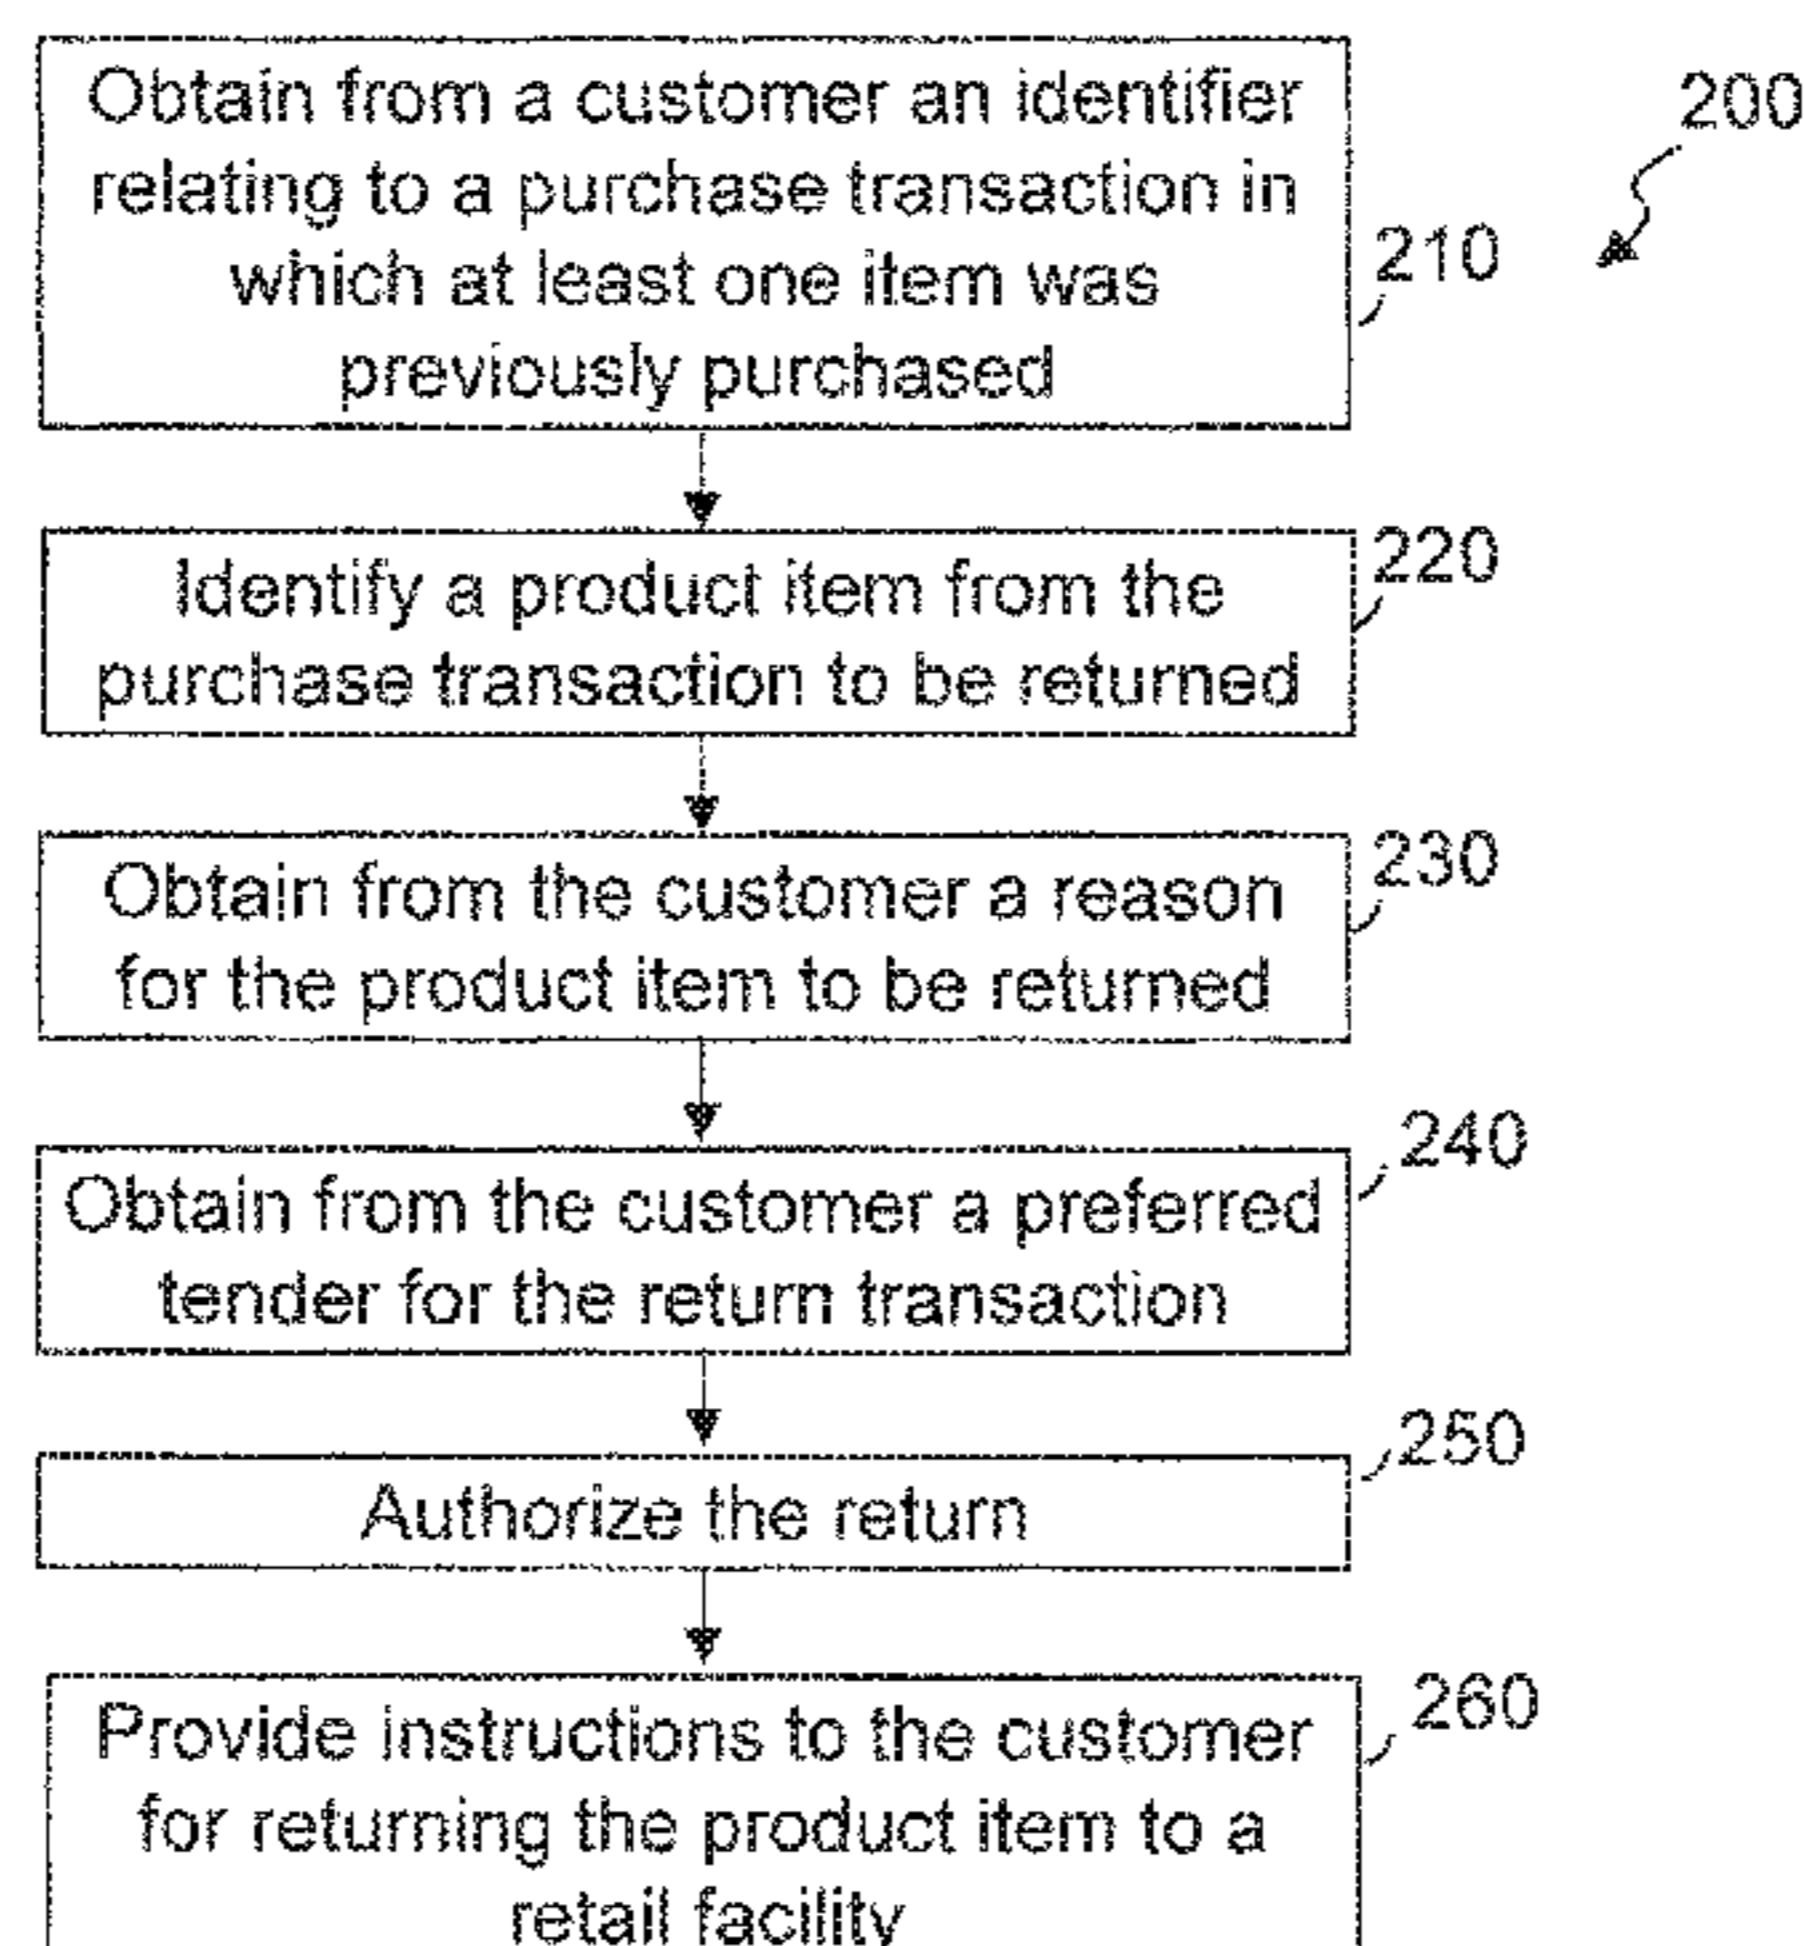 Obtain from a customer an identifier
relating to a purchase transaction in
which at least one item was
previously purchased
200
210
Identify a product item from the
purchase transaction to be returned
220
Obtain from the customer a reason
for the product item to be returned
230
Obtain from the customer a preferred
tender for the return transaction
240
Authorize the return
250
Provide instructions to the customer
for returning the product item to a
retail facility
260